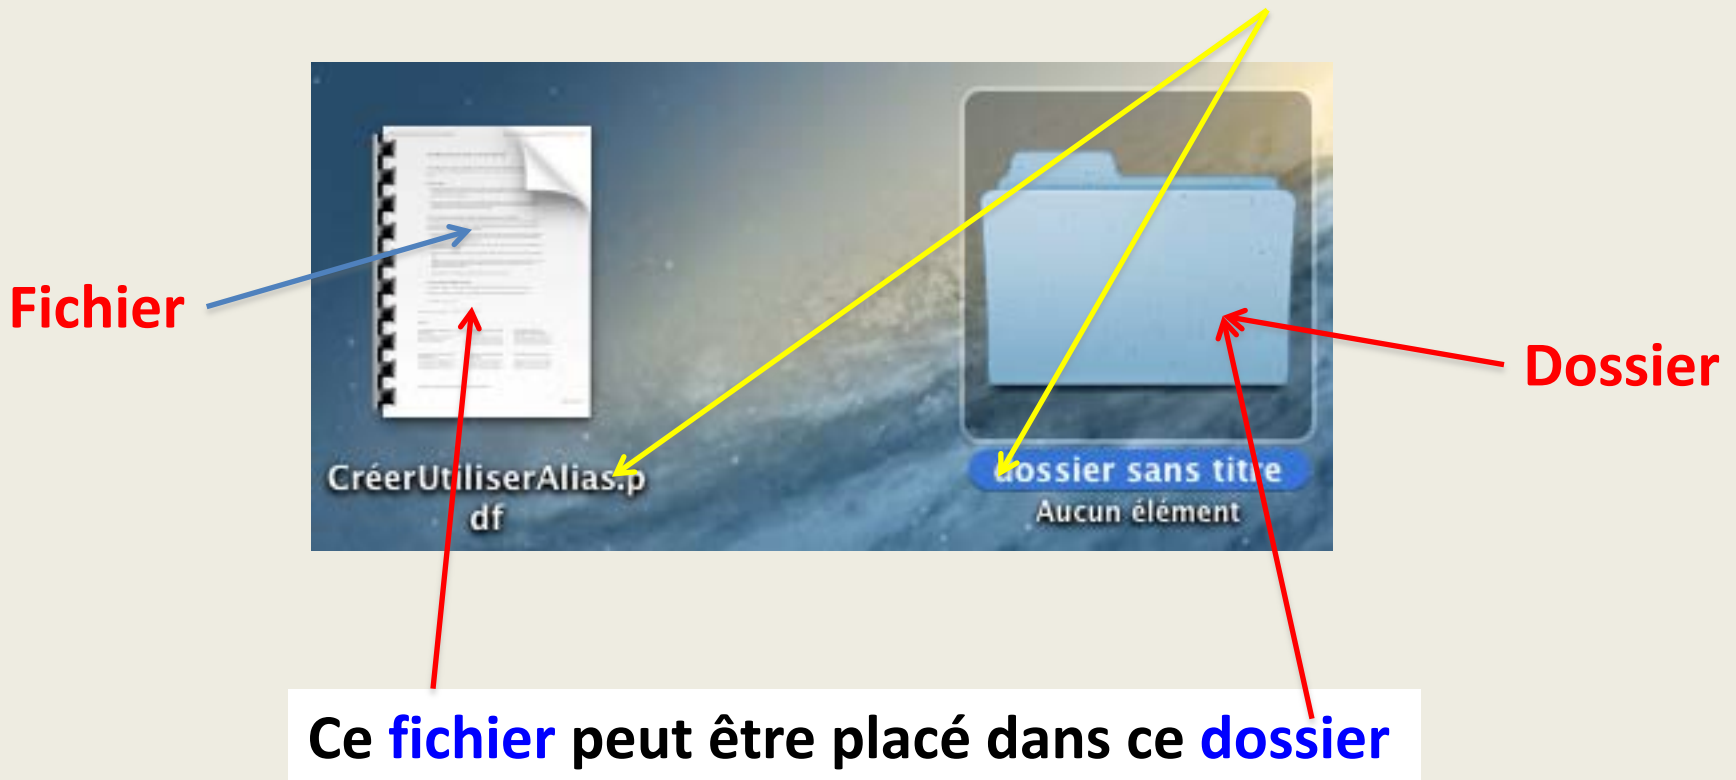 Fichier
Dossier
CréerUtiliserAlias.p
df
dossier sans titre
Aucun élément
Ce fichier peut être placé dans ce dossier